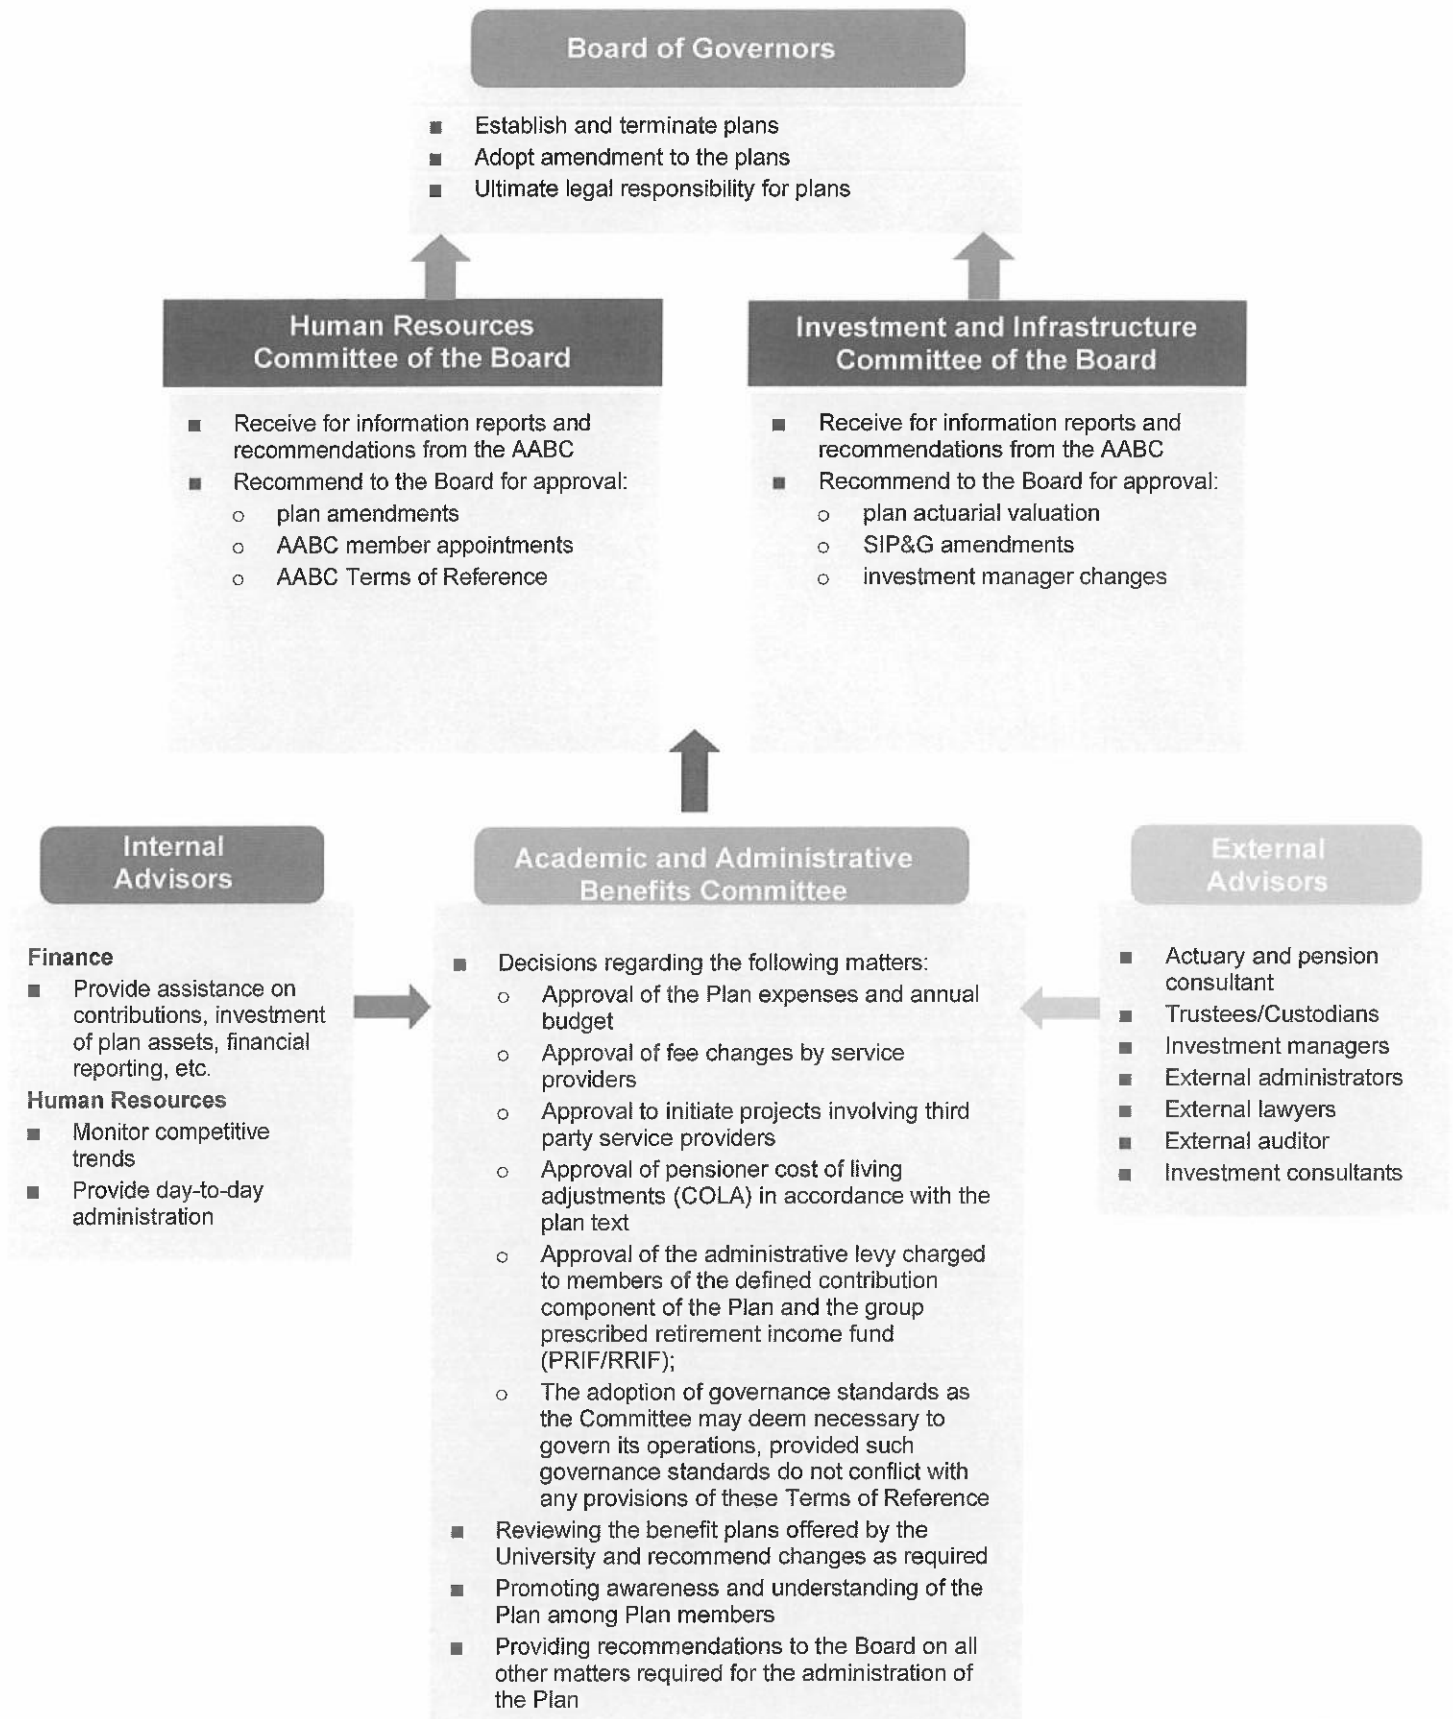 Board of Governors
■ Establish and terminate plans
■ Adopt amendment to the plans
■ Ultimate legal responsibility for plans
Human Resources
Committee of the Board
■ Receive for information reports and
recommendations from the AABC
■ Recommend to the Board for approval:
o plan amendments
o AABC member appointments
o AABC Terms of Reference
Investment and Infrastructure
Committee of the Board
■ Receive for information reports and
recommendations from the AABC
■ Recommend to the Board for approval:
o plan actuarial valuation
o SIP&G amendments
o investment manager changes
Internal
Advisors
Finance
■ Provide assistance on
contributions, investment
of plan assets, financial
reporting, etc.
Human Resources
■ Monitor competitive
trends
■ Provide day-to-day
administration
Academic and Administrative
Benefits Committee
■ Decisions regarding the following matters:
o Approval of the Plan expenses and annual
budget
o Approval of fee changes by service
providers
o Approval to initiate projects involving third
party service providers
o Approval of pensioner cost of living
adjustments (COLA) in accordance with the
plan text
o Approval of the administrative levy charged
to members of the defined contribution
component of the Plan and the group
prescribed retirement income fund
(PRIF/RRIF);
o The adoption of governance standards as
the Committee may deem necessary to
govern its operations, provided such
governance standards do not conflict with
any provisions of these Terms of Reference
■ Reviewing the benefit plans offered by the
University and recommend changes as required
■ Promoting awareness and understanding of the
Plan among Plan members
■ Providing recommendations to the Board on all
other matters required for the administration of
the Plan
External
Advisors
■ Actuary and pension
consultant
■ Trustees/Custodians
■ Investment managers
■ External administrators
■ External lawyers
■ External auditor
■ Investment consultants